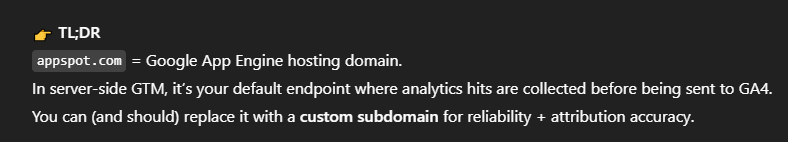 👉 TL;DR
appspot.com = Google App Engine hosting domain.
In server-side GTM, it’s your default endpoint where analytics hits are collected before being sent to GA4.
You can (and should) replace it with a custom subdomain for reliability + attribution accuracy.